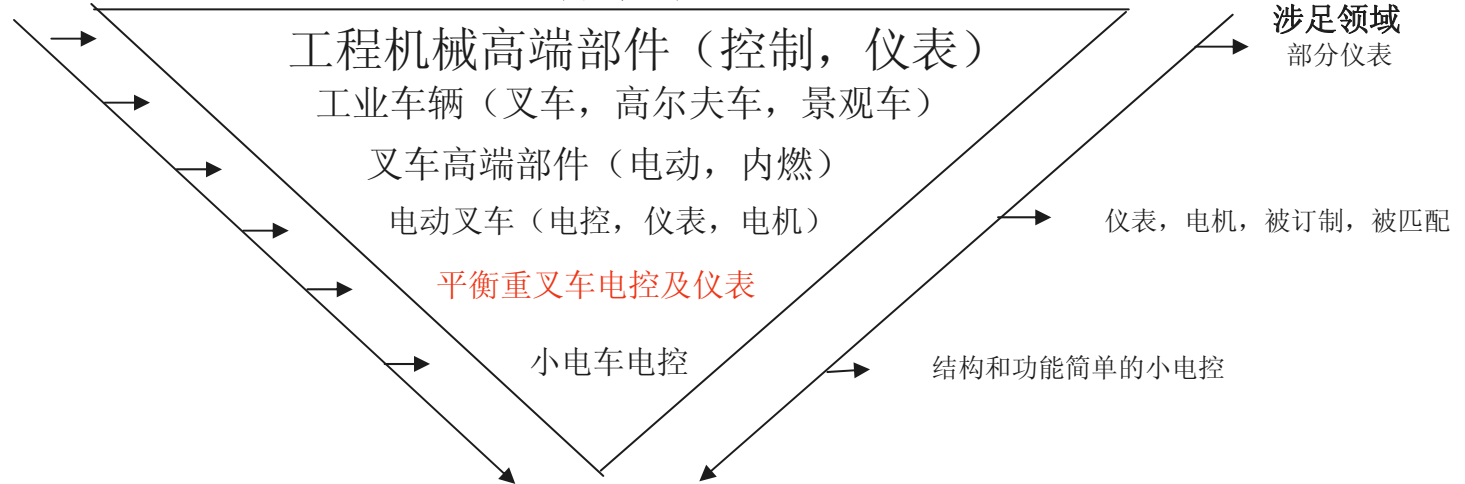 涉足领域
部分仪表
工程机械高端部件（控制，仪表）
工业车辆（叉车，高尔夫车，景观车）
叉车高端部件（电动，内燃）
电动叉车（电控，仪表，电机）
仪表，电机，被订制，被匹配
平衡重叉车电控及仪表
小电车电控
结构和功能简单的小电控